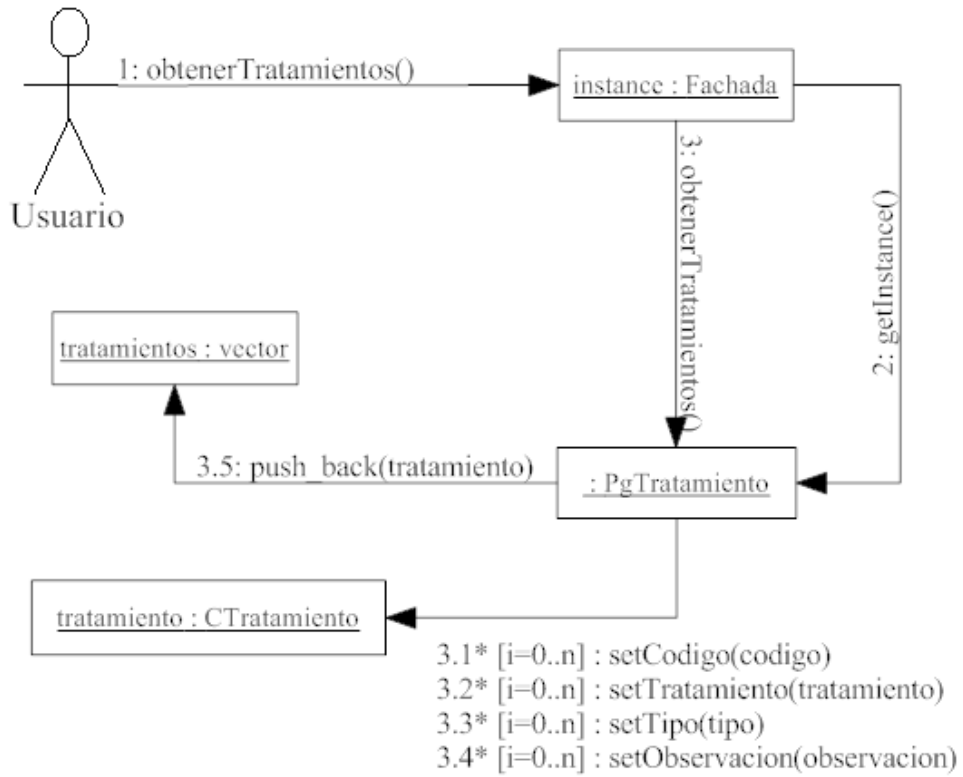 1: obtenerTratamientos()
instance : Fachada
Usuario
3: obtenerTratamientos()
2: getInstance()
tratamientos : vector
3.5: push_back(tratamiento)
: PgTratamiento
tratamiento : CTratamiento
3.1* [i=0..n] : setCodigo(codigo)
3.2* [i=0..n] : setTratamiento(tratamiento)
3.3* [i=0..n] : setTipo(tipo)
3.4* [i=0..n] : setObservacion(observacion)